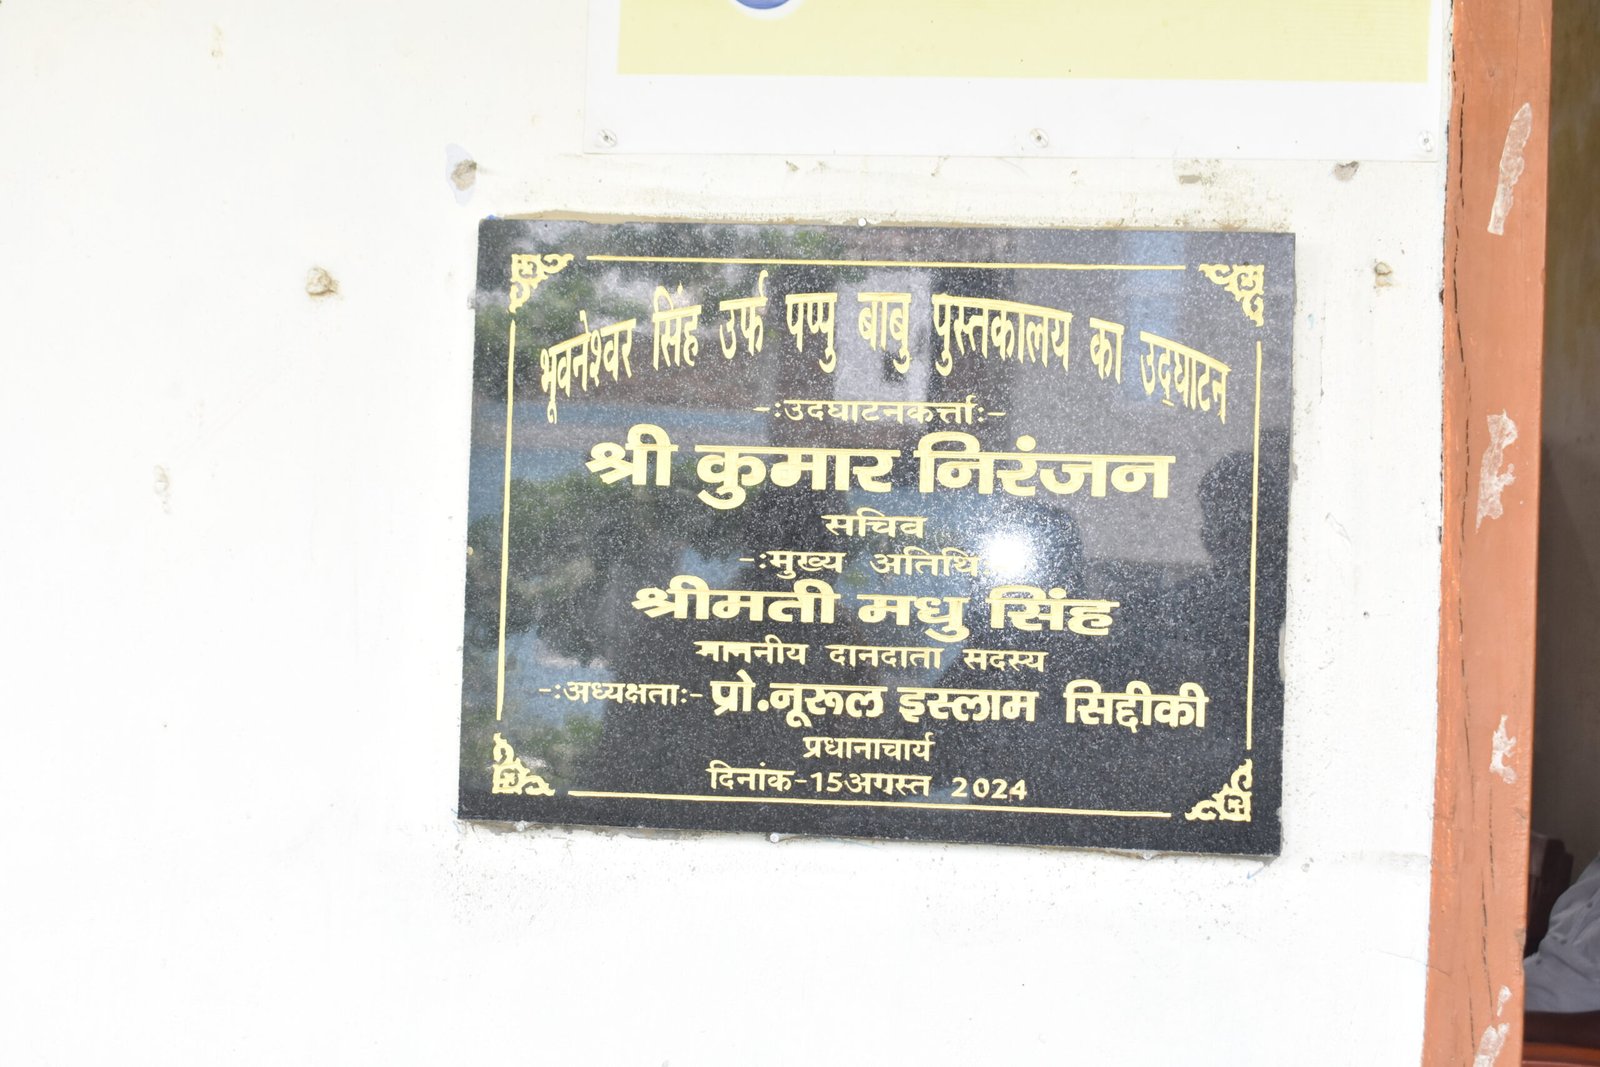 भूवनेश्वर सिंह उर्फ पप्पु बाबु पुस्तकालय का उद्घाटन्
-:उदघाटनकर्त्ताः-
श्री कुमार निरंजन
सचिव
-:मुख्य अतिथि
श्रीमती मधु सिंह
माननीय दानदाता सदस्य
-:अध्यक्षताः- प्रो.नूरूल इस्लाम सिद्दीकी
प्रधानाचार्य
दिनांक-15अगस्त 2024